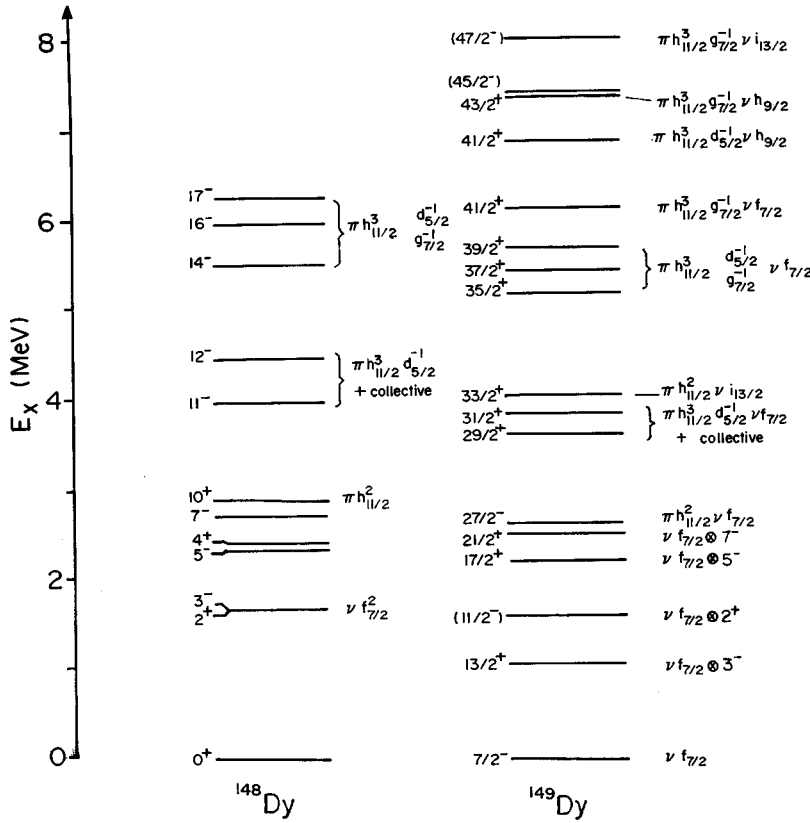 E_x (MeV)
8
6
4
2
0
17⁻
16⁻
14⁻
π h³₁₁/₂ d⁻¹₅/₂ g⁻¹₇/₂
12⁻
11⁻
π h³₁₁/₂ d⁻¹₅/₂
+ collective
10⁺
π h²₁₁/₂
7⁻
4⁺
5⁻
3⁻
2⁺
ν f²₇/₂
0⁺
¹⁴⁸Dy
(47/2⁻) π h³₁₁/₂ g⁻¹₇/₂ ν i₁₃/₂
(45/2⁻)
43/2⁺ π h³₁₁/₂ g⁻¹₇/₂ ν h₉/₂
41/2⁺ π h³₁₁/₂ d⁻¹₅/₂ ν h₉/₂
41/2⁺ π h³₁₁/₂ g⁻¹₇/₂ ν f₇/₂
39/2⁺
37/2⁺
35/2⁺
π h³₁₁/₂ d⁻¹₅/₂ g⁻¹₇/₂ ν f₇/₂
33/2⁺ π h²₁₁/₂ ν i₁₃/₂
31/2⁺
29/2⁺
π h³₁₁/₂ d⁻¹₅/₂ ν f₇/₂
+ collective
27/2⁻ π h²₁₁/₂ ν f₇/₂
21/2⁺ ν f₇/₂ ⊗ 7⁻
17/2⁺ ν f₇/₂ ⊗ 5⁻
(11/2⁻) ν f₇/₂ ⊗ 2⁺
13/2⁺ ν f₇/₂ ⊗ 3⁻
7/2⁻ ν f₇/₂
¹⁴⁹Dy